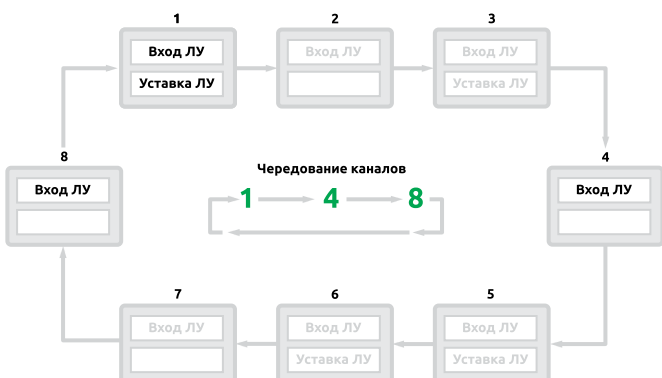 1 2 3
Вход ЛУ Вход ЛУ Вход ЛУ
Уставка ЛУ Уставка ЛУ
8 4
Чередование каналов
Вход ЛУ 1 4 8 Вход ЛУ
7 6 5
Вход ЛУ Вход ЛУ Вход ЛУ
Уставка ЛУ Уставка ЛУ